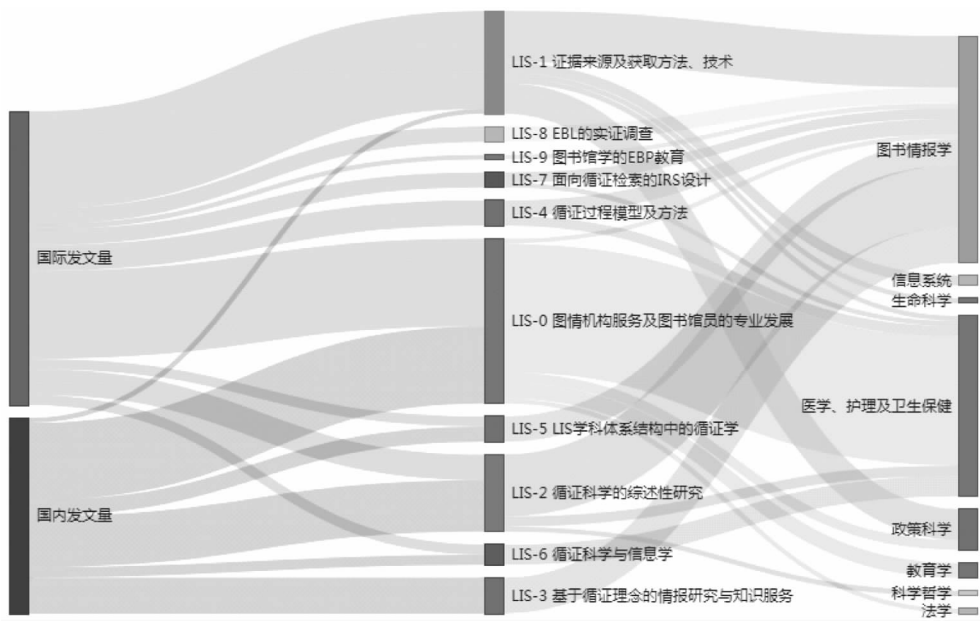 国际发文量
国内发文量
LIS-1 证据来源及获取方法、技术
LIS-8 EBL的实证调查
LIS-9 图书馆学的EBP教育
LIS-7 面向循证检索的IRS设计
LIS-4 循证过程模型及方法
LIS-0 图情机构服务及图书馆员的专业发展
LIS-5 LIS学科体系结构中的循证学
LIS-2 循证科学的综述性研究
LIS-6 循证科学与信息学
LIS-3 基于循证理念的情报研究与知识服务
图书情报学
信息系统
生命科学
医学、护理及卫生保健
政策科学
教育学
科学哲学
法学